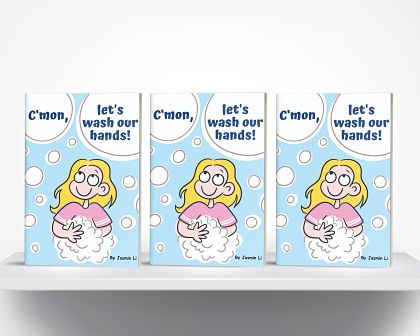 C'mon,
let's
wash our
hands!
By Jasmin Li
C'mon,
let's
wash our
hands!
By Jasmin Li
C'mon,
let's
wash our
hands!
By Jasmin Li